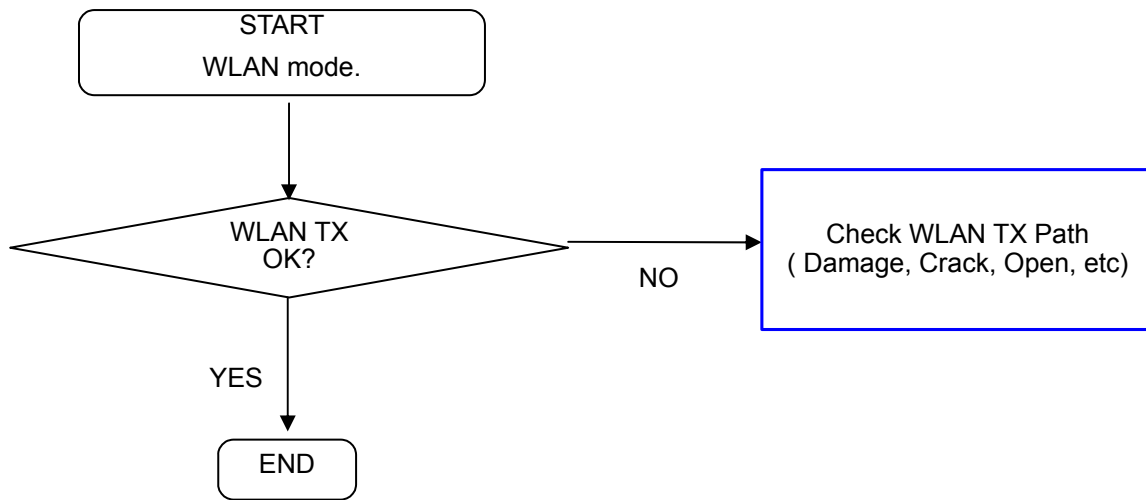 START
WLAN mode.
WLAN TX
OK?
NO
Check WLAN TX Path
( Damage, Crack, Open, etc)
YES
END